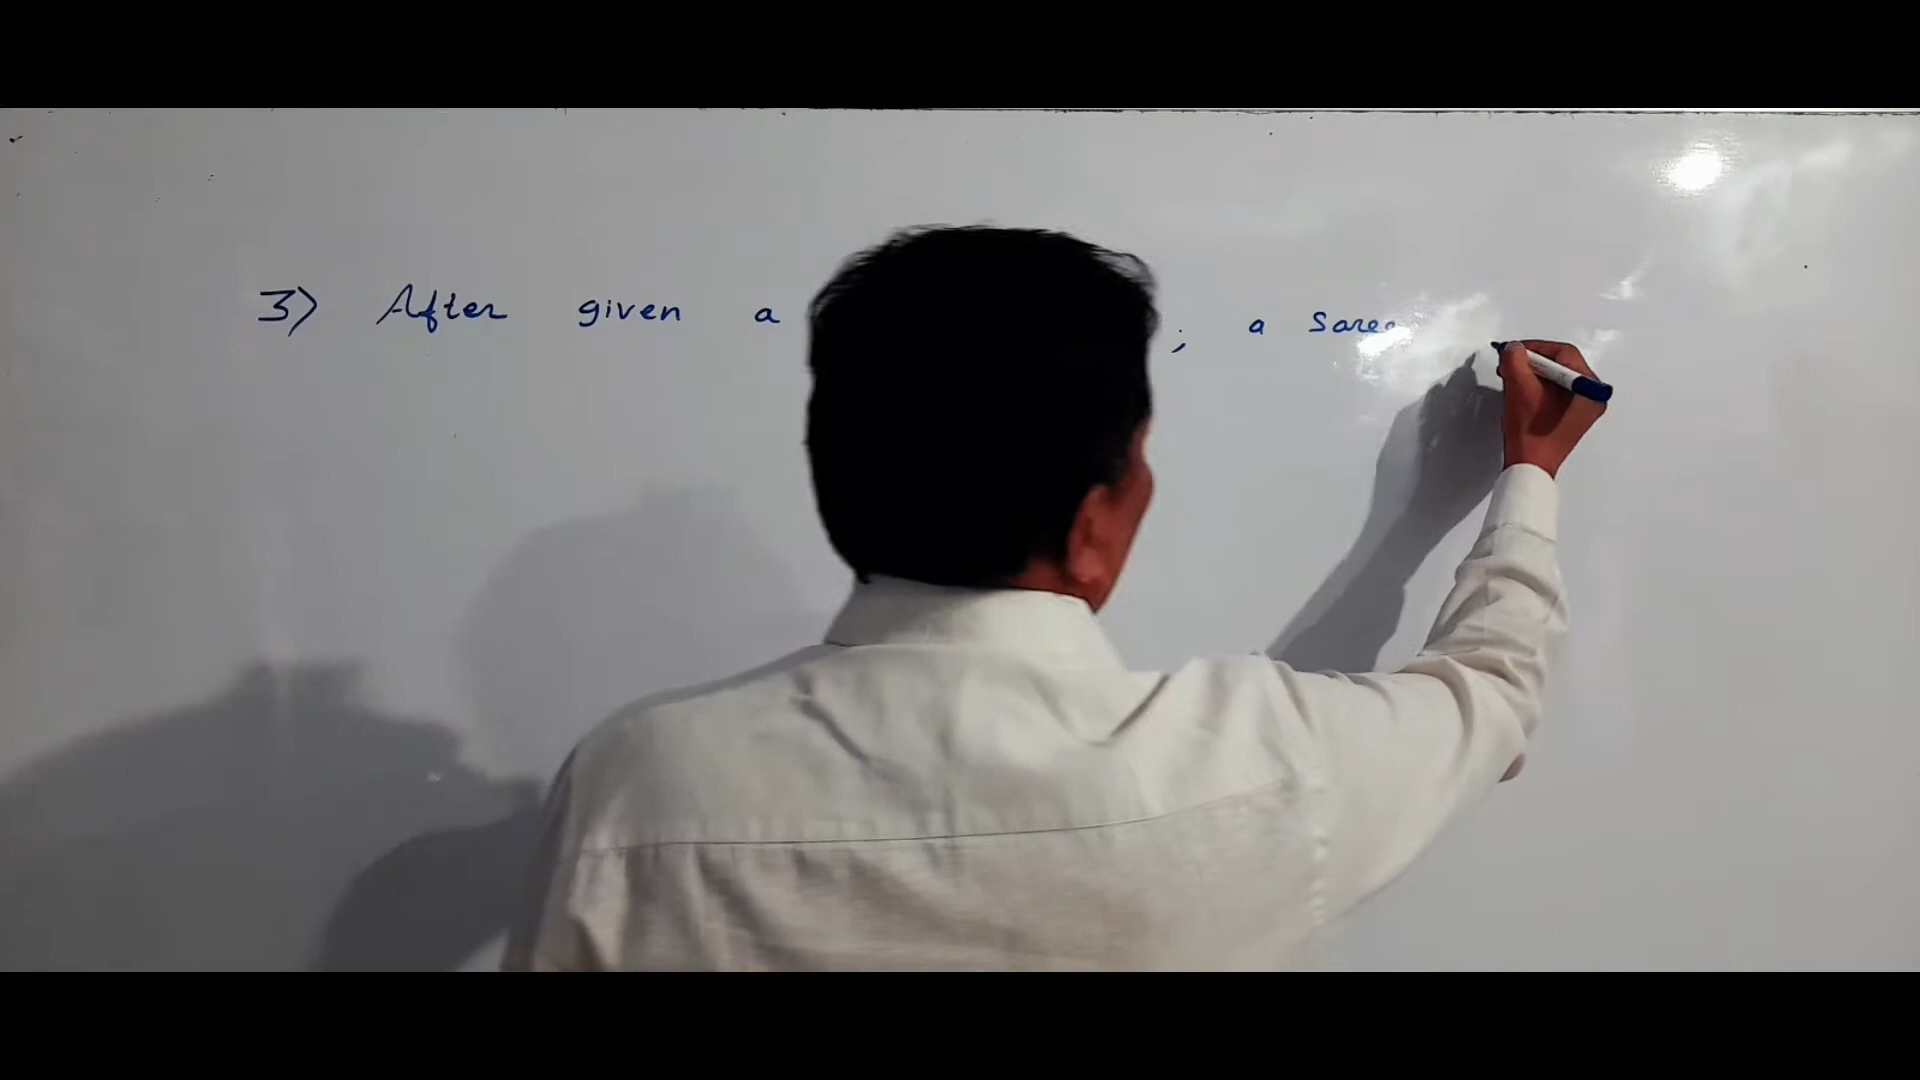 3) After given a ; a saree